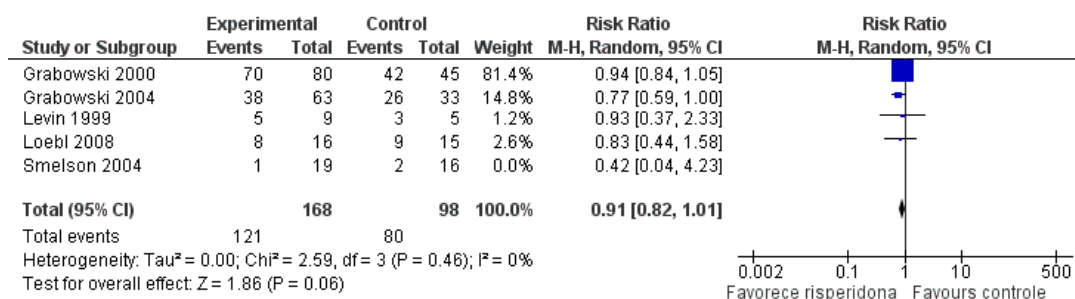 Experimental Control Risk Ratio Risk Ratio
Study or Subgroup Events Total Events Total Weight M-H, Random, 95% CI M-H, Random, 95% CI
Grabowski 2000 70 80 42 45 81.4% 0.94 [0.84, 1.05]
Grabowski 2004 38 63 26 33 14.8% 0.77 [0.59, 1.00]
Levin 1999 5 9 3 5 1.2% 0.93 [0.37, 2.33]
Loebl 2008 8 16 9 15 2.6% 0.83 [0.44, 1.58]
Smelson 2004 1 19 2 16 0.0% 0.42 [0.04, 4.23]
Total (95% CI) 168 98 100.0% 0.91 [0.82, 1.01]
Total events 121 80
Heterogeneity: Tau² = 0.00; Chi² = 2.59, df = 3 (P = 0.46); I² = 0%
Test for overall effect: Z = 1.86 (P = 0.06)
0.002 0.1 1 10 500
Favorece risperidona Favours controle